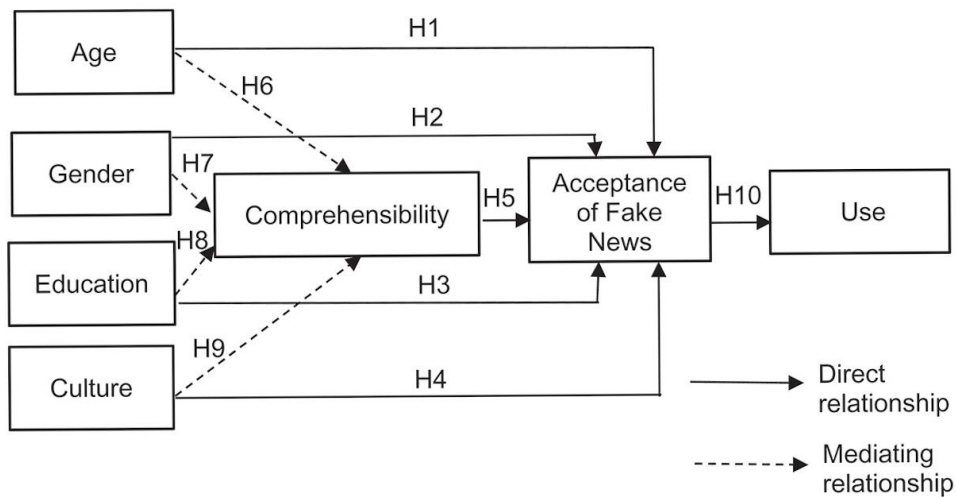 H1
Age
H6
H2
Gender
H7
Comprehensibility
H5
Acceptance
of Fake
News
H10
Use
H8
Education
H3
H9
Culture
H4
Direct
relationship
Mediating
relationship